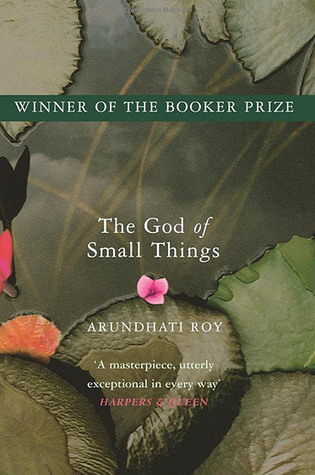 WINNER OF THE BOOKER PRIZE
The God of
Small Things
ARUNDHATI ROY
‘A masterpiece, utterly
exceptional in every way’
HARPERS & QUEEN